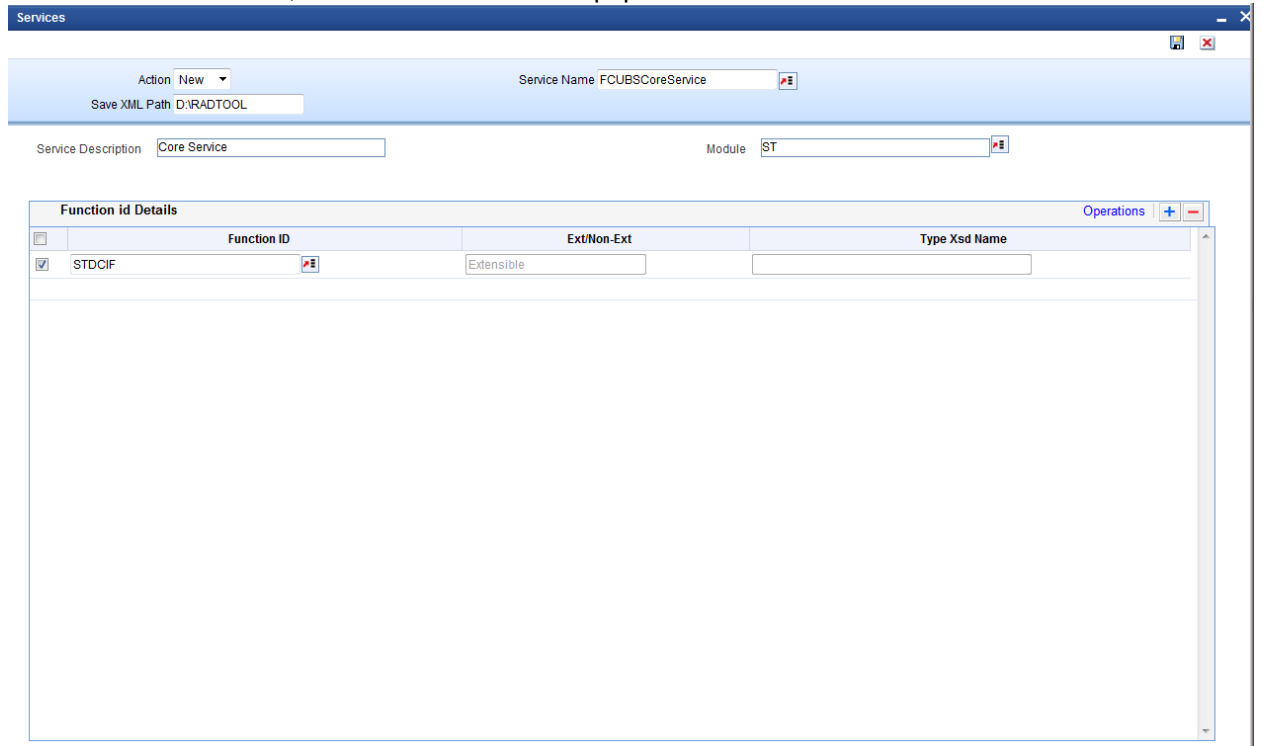 Services
Action New
Service Name FCUBSCoreService
Save XML Path D:\RADTOOL
Service Description Core Service
Module ST
Function id Details
Operations
Function ID Ext/Non-Ext Type Xsd Name
STDCIF Extensible